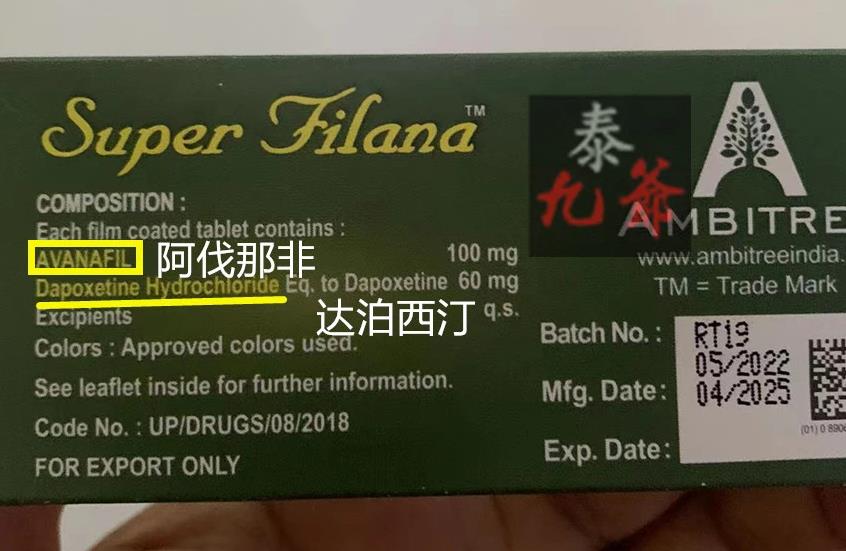 Super Filana™
COMPOSITION :
Each film coated tablet contains :
AVANAFIL 阿伐那非 100 mg
Dapoxetine Hydrochloride Eq. to Dapoxetine 60 mg
Excipients 达泊西汀 q.s.
Colors : Approved colors used.
See leaflet inside for further information.
Code No. : UP/DRUGS/08/2018
FOR EXPORT ONLY
泰
九爷
AMBITRE
www.ambitreeindia.
TM = Trade Mark
Batch No. : RT19
Mfg. Date: 05/2022
Exp. Date: 04/2025